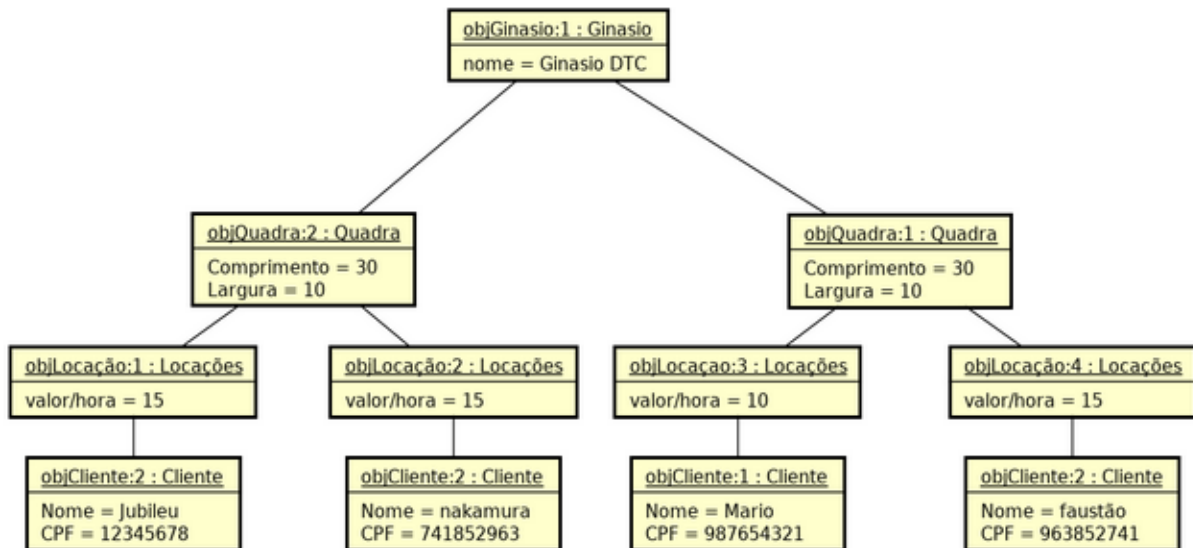 objGinasio:1 : Ginasio
nome = Ginasio DTC
objQuadra:2 : Quadra
Comprimento = 30
Largura = 10
objQuadra:1 : Quadra
Comprimento = 30
Largura = 10
objLocação:1 : Locações
valor/hora = 15
objLocação:2 : Locações
valor/hora = 15
objLocaçao:3 : Locações
valor/hora = 10
objLocação:4 : Locações
valor/hora = 15
objCliente:2 : Cliente
Nome = Jubileu
CPF = 12345678
objCliente:2 : Cliente
Nome = nakamura
CPF = 741852963
objCliente:1 : Cliente
Nome = Mario
CPF = 987654321
objCliente:2 : Cliente
Nome = faustão
CPF = 963852741